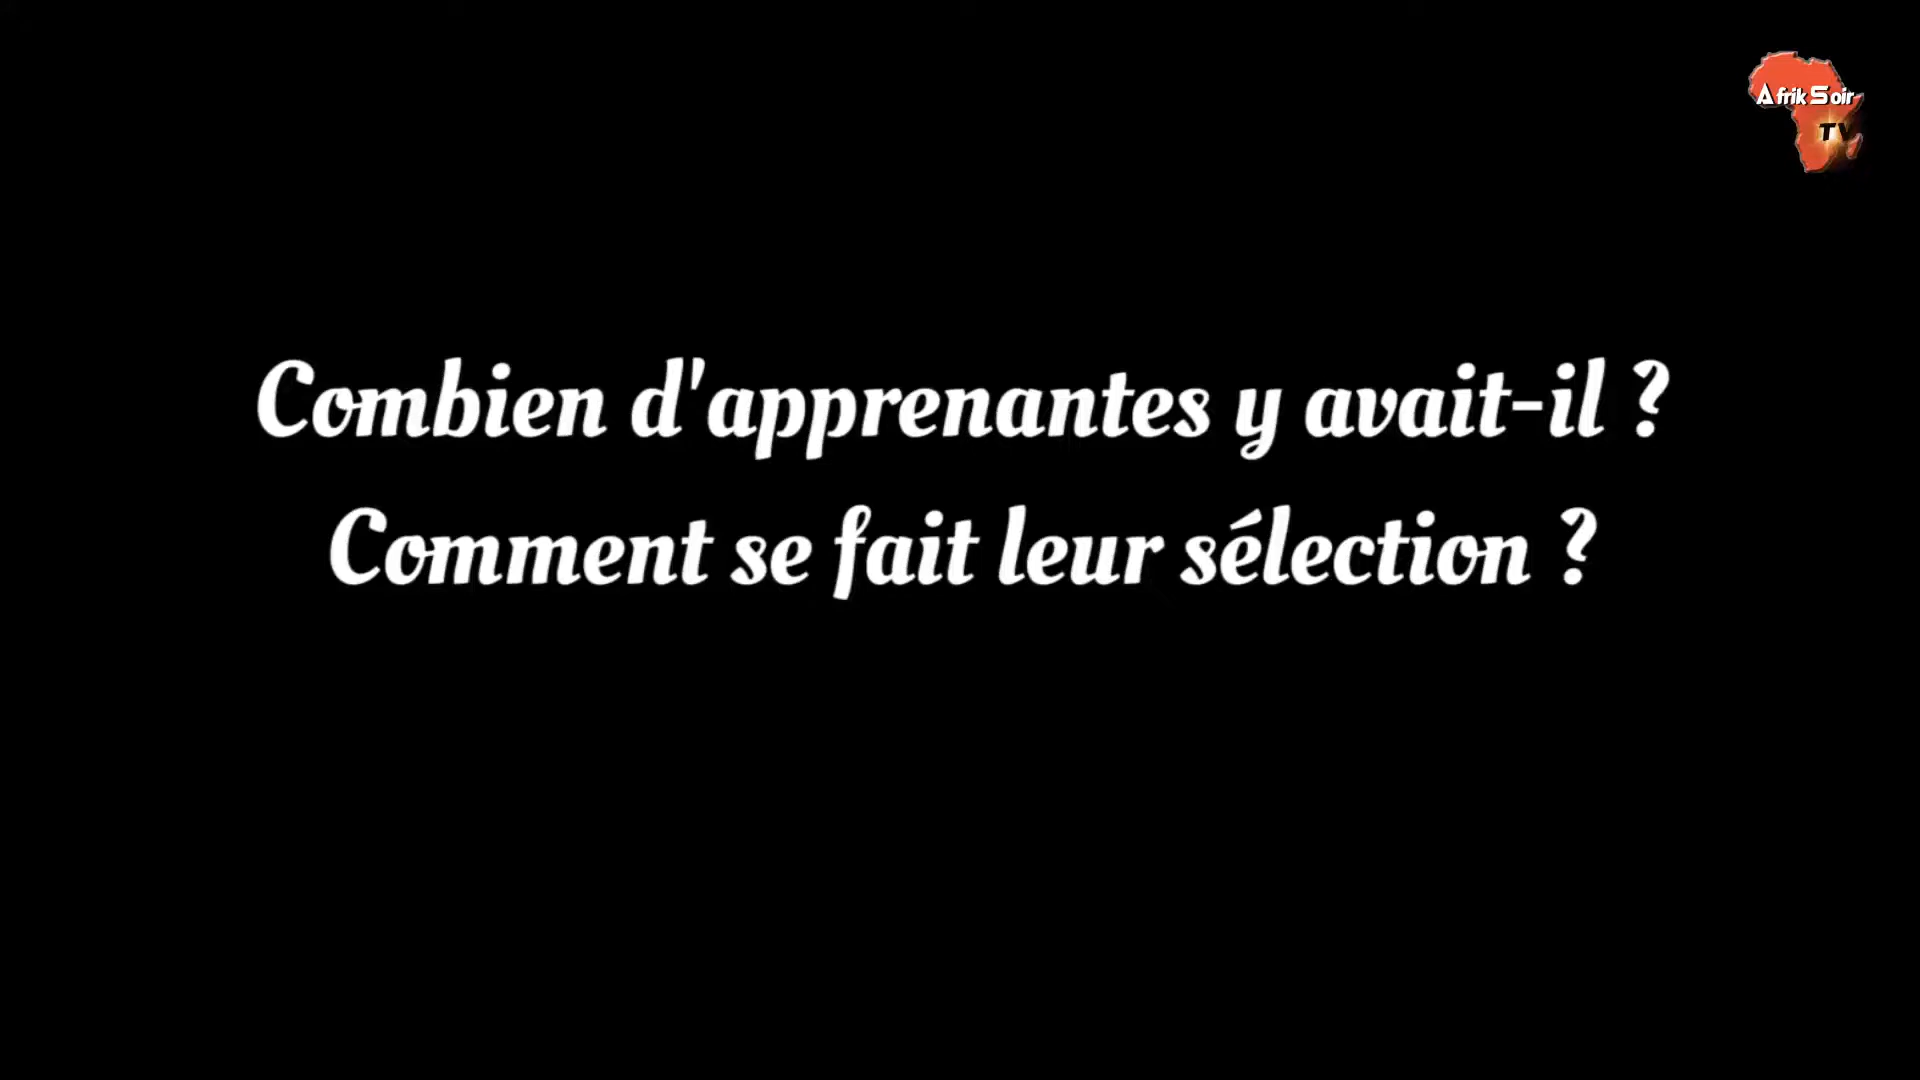 AfrikSoir
TV
Combien d'apprenantes y avait-il ?
Comment se fait leur sélection ?